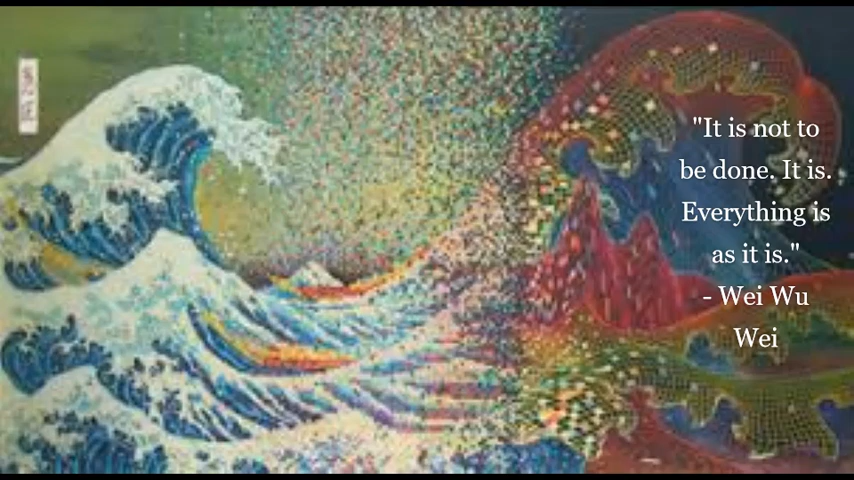 "It is not to
be done. It is.
Everything is
as it is."
- Wei Wu
Wei